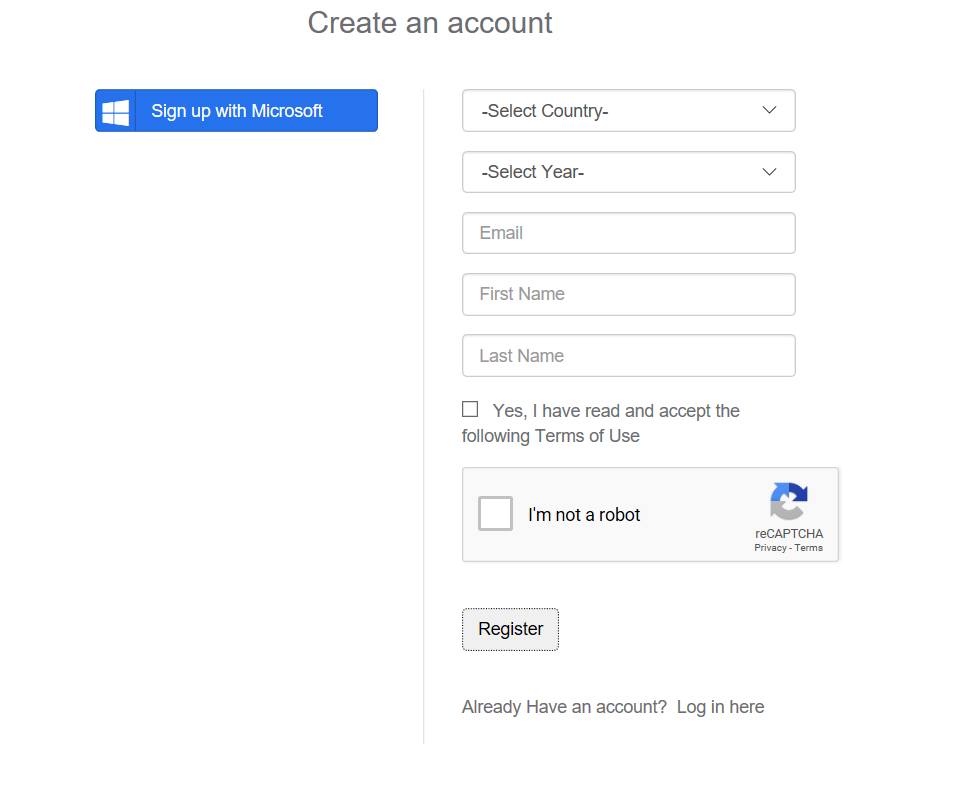 Create an account
Sign up with Microsoft
-Select Country-
-Select Year-
Email
First Name
Last Name
Yes, I have read and accept the
following Terms of Use
I'm not a robot
reCAPTCHA
Privacy - Terms
Register
Already Have an account? Log in here